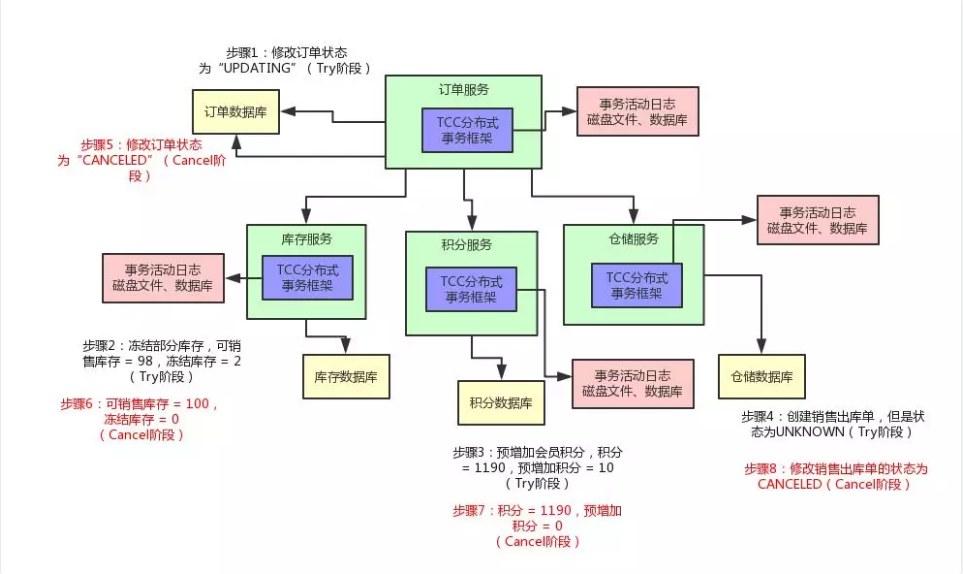 步骤1：修改订单状态
为“UPDATING”（Try阶段）
订单服务
订单数据库
TCC分布式
事务框架
事务活动日志
磁盘文件、数据库
步骤5：修改订单状态
为“CANCELED”（Cancel阶
段）
库存服务
TCC分布式
事务框架
积分服务
TCC分布式
事务框架
仓储服务
TCC分布式
事务框架
事务活动日志
磁盘文件、数据库
事务活动日志
磁盘文件、数据库
步骤2：冻结部分库存，可销
售库存 = 98，冻结库存 = 2
（Try阶段）
步骤6：可销售库存 = 100，
冻结库存 = 0
（Cancel阶段）
库存数据库
积分数据库
事务活动日志
磁盘文件、数据库
仓储数据库
步骤3：预增加会员积分，积分
= 1190，预增加积分 = 10
（Try阶段）
步骤7：积分 = 1190，预增加
积分 = 0
（Cancel阶段）
步骤4：创建销售出库单，但是状
态为UNKNOWN（Try阶段）
步骤8：修改销售出库单的状态为
CANCELED（Cancel阶段）